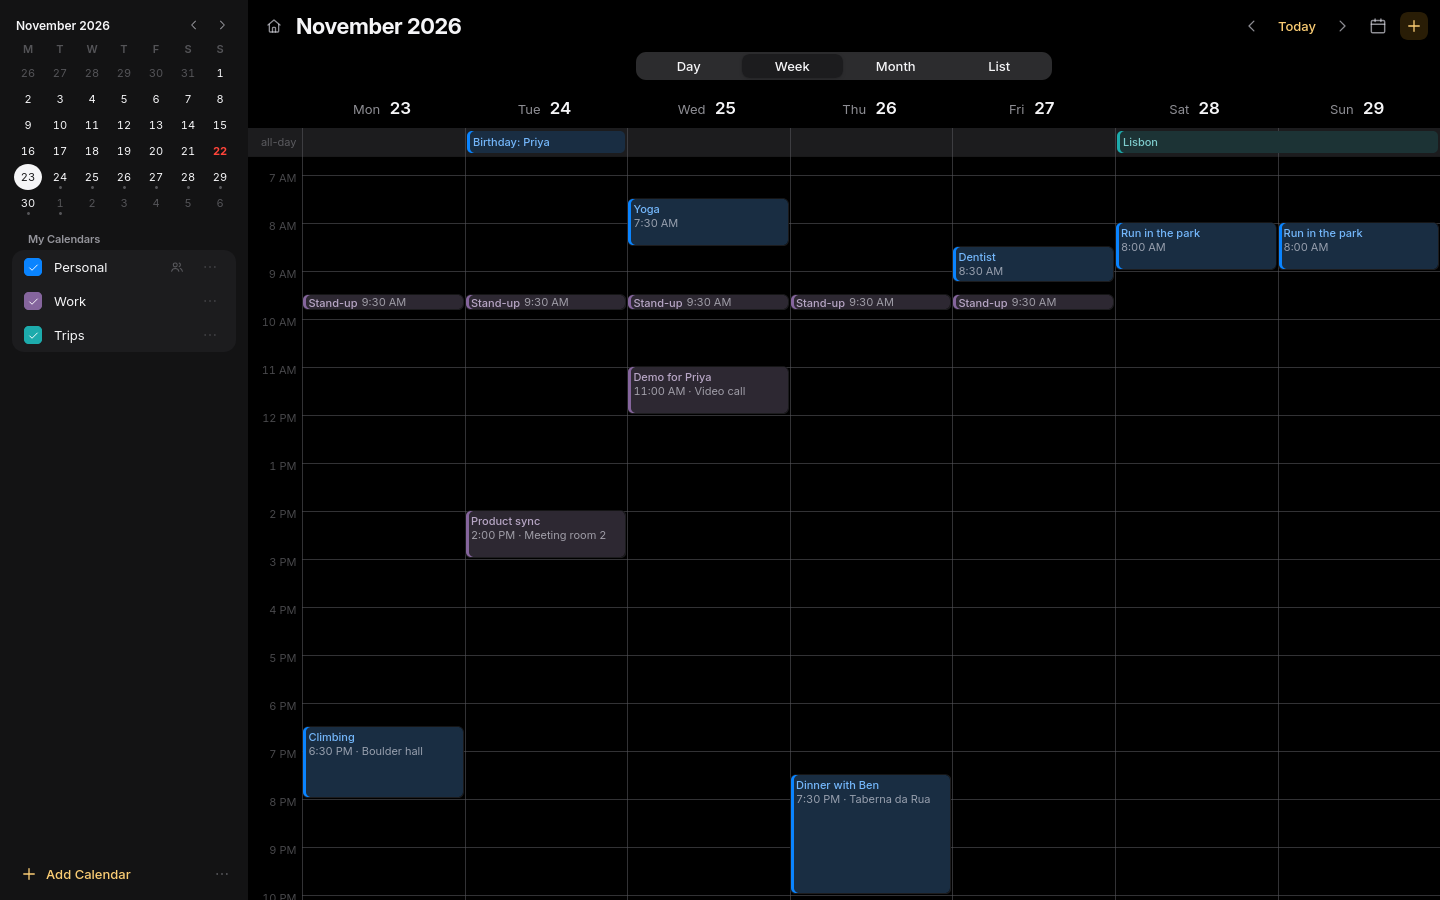 November 2026
M T W T F S S
26 27 28 29 30 31 1
2 3 4 5 6 7 8
9 10 11 12 13 14 15
16 17 18 19 20 21 22
23 24 25 26 27 28 29
30 1 2 3 4 5 6
My Calendars
Personal
Work
Trips
Add Calendar
November 2026
Today
Day Week Month List
Mon 23 Tue 24 Wed 25 Thu 26 Fri 27 Sat 28 Sun 29
all-day Birthday: Priya Lisbon
7 AM
Yoga
7:30 AM
8 AM
Run in the park Run in the park
8:00 AM 8:00 AM
Dentist
8:30 AM
9 AM
Stand-up 9:30 AM Stand-up 9:30 AM Stand-up 9:30 AM Stand-up 9:30 AM Stand-up 9:30 AM
10 AM
11 AM
Demo for Priya
11:00 AM · Video call
12 PM
1 PM
2 PM
Product sync
2:00 PM · Meeting room 2
3 PM
4 PM
5 PM
6 PM
Climbing
6:30 PM · Boulder hall
7 PM
Dinner with Ben
7:30 PM · Taberna da Rua
8 PM
9 PM
10 PM